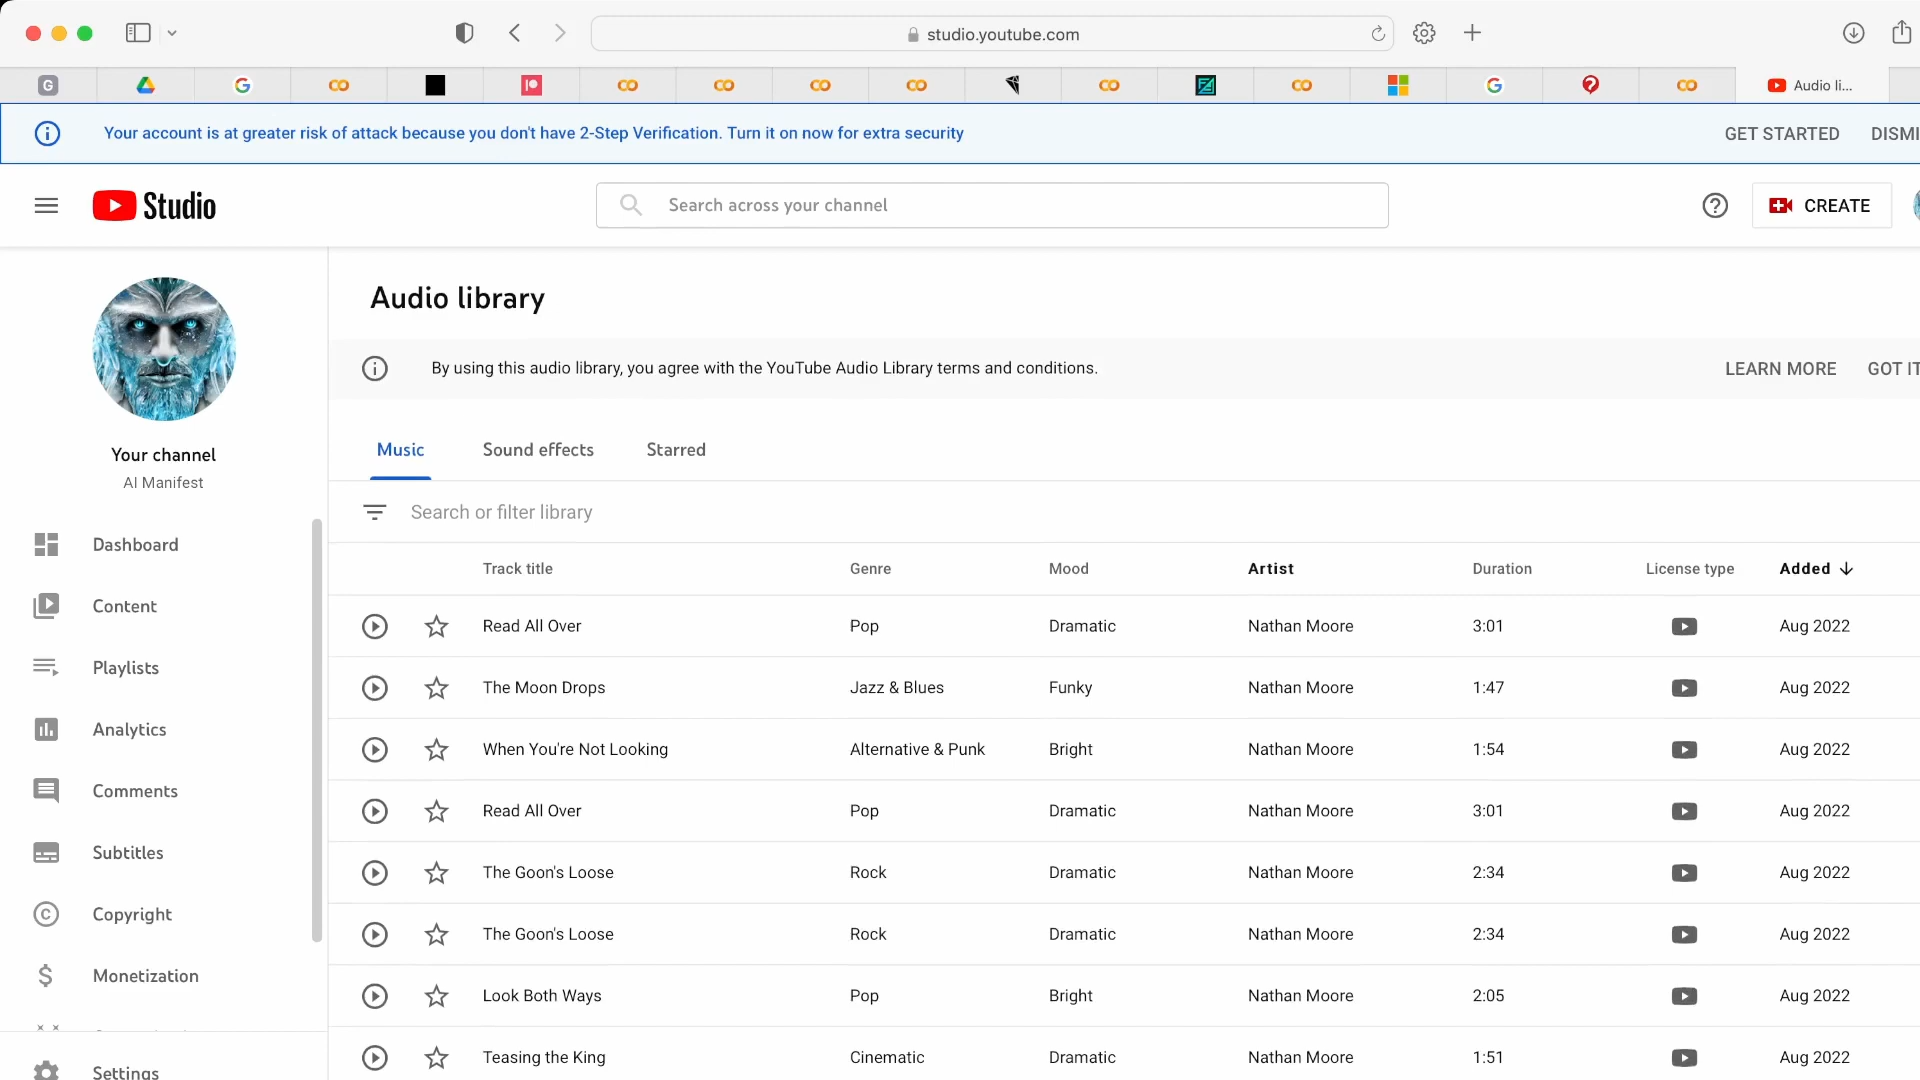 studio.youtube.com
G
Audio li...
Your account is at greater risk of attack because you don't have 2-Step Verification. Turn it on now for extra security
GET STARTED
DISMI
Studio
Search across your channel
CREATE
Audio library
By using this audio library, you agree with the YouTube Audio Library terms and conditions.
LEARN MORE
GOT IT
Your channel
AI Manifest
Music Sound effects Starred
Search or filter library
Dashboard
Content
Playlists
Analytics
Comments
Subtitles
Copyright
Monetization
Settings
Track title Genre Mood Artist Duration License type Added
Read All Over Pop Dramatic Nathan Moore 3:01 Aug 2022
The Moon Drops Jazz & Blues Funky Nathan Moore 1:47 Aug 2022
When You're Not Looking Alternative & Punk Bright Nathan Moore 1:54 Aug 2022
Read All Over Pop Dramatic Nathan Moore 3:01 Aug 2022
The Goon's Loose Rock Dramatic Nathan Moore 2:34 Aug 2022
The Goon's Loose Rock Dramatic Nathan Moore 2:34 Aug 2022
Look Both Ways Pop Bright Nathan Moore 2:05 Aug 2022
Teasing the King Cinematic Dramatic Nathan Moore 1:51 Aug 2022